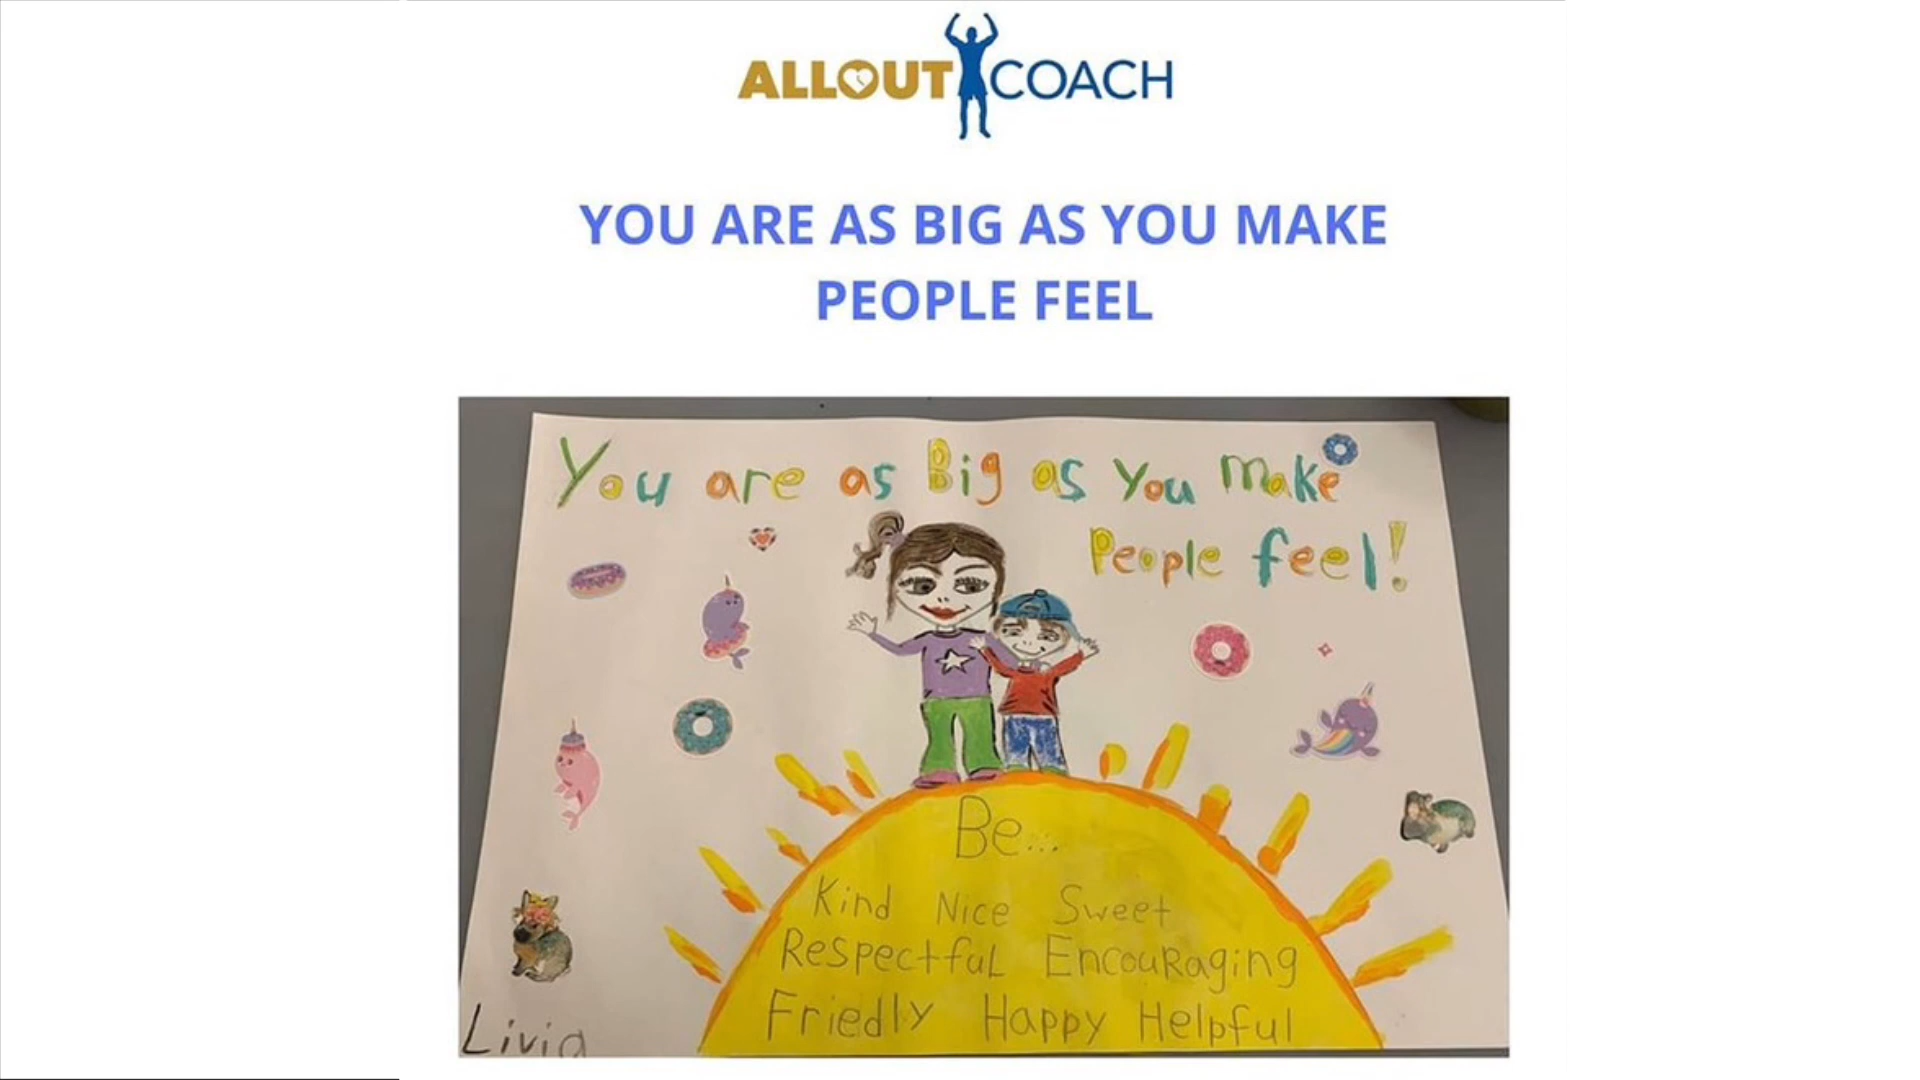 ALLOUT COACH
YOU ARE AS BIG AS YOU MAKE
PEOPLE FEEL
You are as Big as You make
People feel!
Be...
Kind Nice Sweet
Respectful Encouraging
Friedly Happy Helpful
Livia